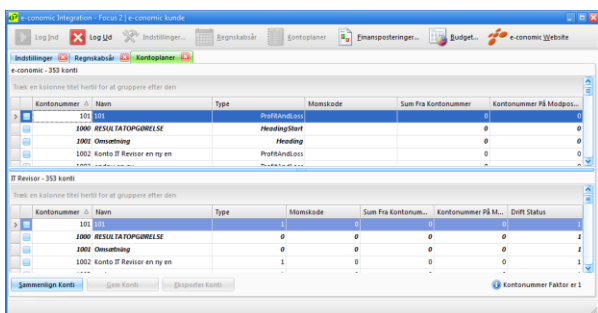 e-conomic Integration - Focus 2 | e-conomic kunde
Log Ind Log Ud Indstillinger... Regnskabsår Kontoplaner Finansposteringer... Budget... e-conomic Website
Indstillinger Regnskabsår Kontoplaner
e-conomic - 353 konti
Træk en kolonne titel hertil for at gruppere efter den
Kontonummer Navn Type Momskode Sum Fra Kontonummer Kontonummer På Modpos...
101 101 ProfitAndLoss 0 0
1000 RESULTATOPGØRELSE HeadingStart 0 0
1001 Omsætning Heading 0 0
1002 Konto IT Revisor en ny en ProfitAndLoss 0 0
IT Revisor - 353 konti
Træk en kolonne titel hertil for at gruppere efter den
Kontonummer Navn Type Momskode Sum Fra Kontonum... Kontonummer På M... Drift Status
101 101 1 0 0 0 1
1000 RESULTATOPGØRELSE 0 0 0 0 1
1001 Omsætning 0 0 0 0 1
1002 Konto IT Revisor en ny en 1 0 0 0 1
Sammenlign Konti Gem Konti Eksporter Konti Kontonummer Faktor er 1